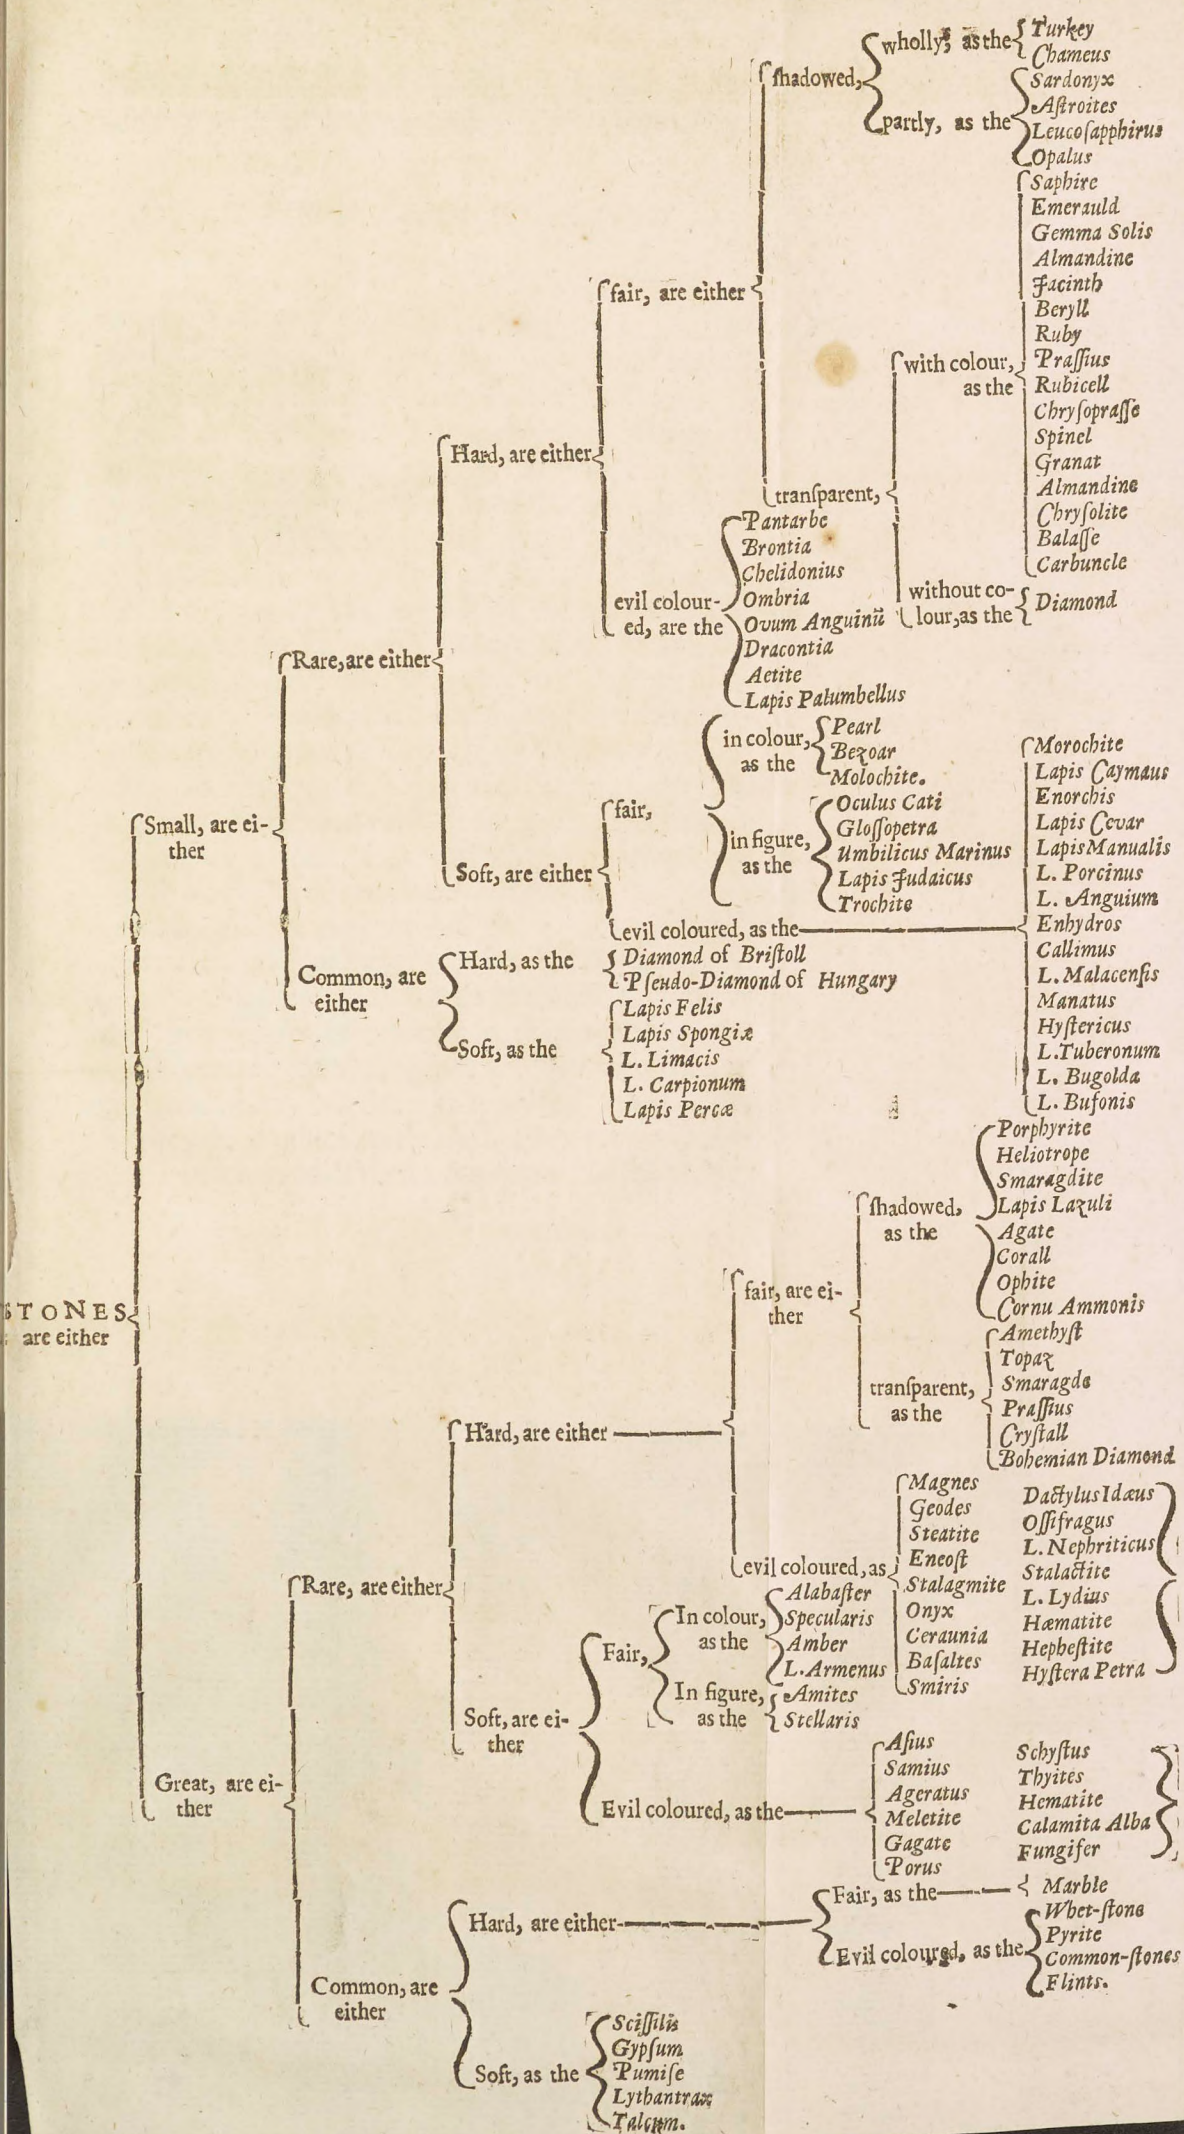 STONES
are either
Small, are ei-
ther
Rare, are either
Hard, are either
fair, are either
ſhadowed,
wholly, as the
Turkey
Chameus
partly, as the
Sardonyx
Aſtroites
Leucoſapphirus
Opalus
tranſparent,
with colour,
as the
Saphire
Emerauld
Gemma Solis
Almandine
Jacinth
Beryll
Ruby
Praſſius
Rubicell
Chryſopraſſe
Spinel
Granat
Almandine
Chryſolite
Balaſſe
Carbuncle
without co-
lour, as the
Diamond
evil colour-
ed, are the
Pantarbe
Brontia
Chelidonius
Ombria
Ovum Anguinũ
Dracontia
Aetite
Lapis Palumbellus
Soft, are either
fair,
in colour,
as the
Pearl
Bezoar
Molochite.
in figure,
as the
Oculus Cati
Gloſſopetra
Umbilicus Marinus
Lapis Judaicus
Trochite
evil coloured, as the
Morochite
Lapis Caymaus
Enorchis
Lapis Cevar
Lapis Manualis
L. Porcinus
L. Anguium
Enhydros
Callimus
L. Malacenſis
Manatus
Hyſtericus
L. Tuberonum
L. Bugolda
L. Bufonis
Common, are
either
Hard, as the
Diamond of Briſtoll
Pſeudo-Diamond of Hungary
Soft, as the
Lapis Felis
Lapis Spongiæ
L. Limacis
L. Carpionum
Lapis Percæ
Great, are ei-
ther
Rare, are either
Hard, are either
fair, are ei-
ther
ſhadowed,
as the
Porphyrite
Heliotrope
Smaragdite
Lapis Lazuli
Agate
Corall
Ophite
Cornu Ammonis
tranſparent,
as the
Amethyſt
Topaz
Smaragde
Praſſius
Cryſtall
Bohemian Diamond
evil coloured, as
Magnes
Geodes
Steatite
Eneoſt
Stalagmite
Onyx
Ceraunia
Baſaltes
Smiris
Dactylus Idæus
Oſſifragus
L. Nephriticus
Stalactite
L. Lydius
Hæmatite
Hepheſtite
Hyſtera Petra
Soft, are ei-
ther
Fair,
In colour,
as the
Alabaſter
Specularis
Amber
L. Armenus
In figure,
as the
Amites
Stellaris
Evil coloured, as the
Aſius
Samius
Ageratus
Meletite
Gagate
Porus
Schyſtus
Thyites
Hematite
Calamita Alba
Fungifer
Common, are
either
Hard, are either
Fair, as the
Marble
Evil coloured, as the
Whet-ſtone
Pyrite
Common-ſtones
Flints.
Soft, as the
Sciſſilis
Gypſum
Pumiſe
Lythantrax
Talcum.